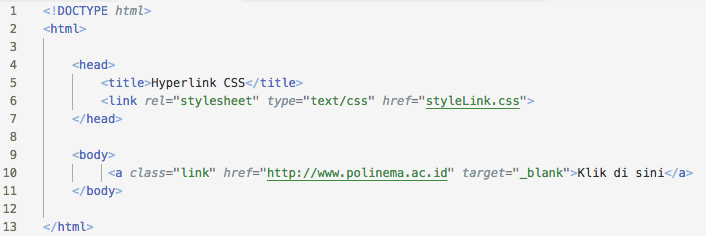 1 <!DOCTYPE html>
2 <html>
3
4 <head>
5 <title>Hyperlink CSS</title>
6 <link rel="stylesheet" type="text/css" href="styleLink.css">
7 </head>
8
9 <body>
10 <a class="link" href="http://www.polinema.ac.id" target="_blank">Klik di sini</a>
11 </body>
12
13 </html>